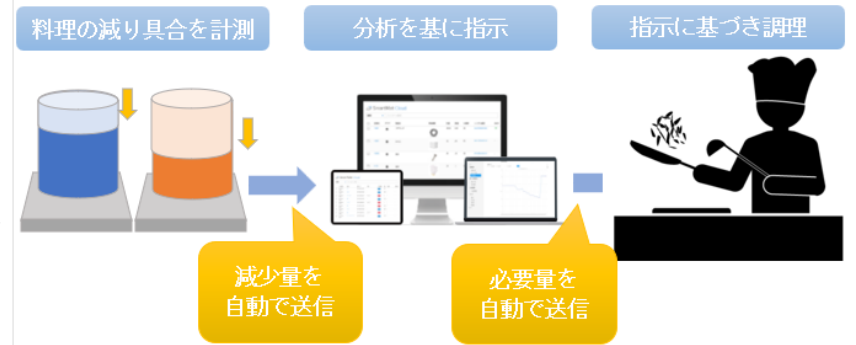 料理の減り具合を計測
分析を基に指示
指示に基づき調理
SmartMat Cloud
減少量を
自動で送信
必要量を
自動で送信